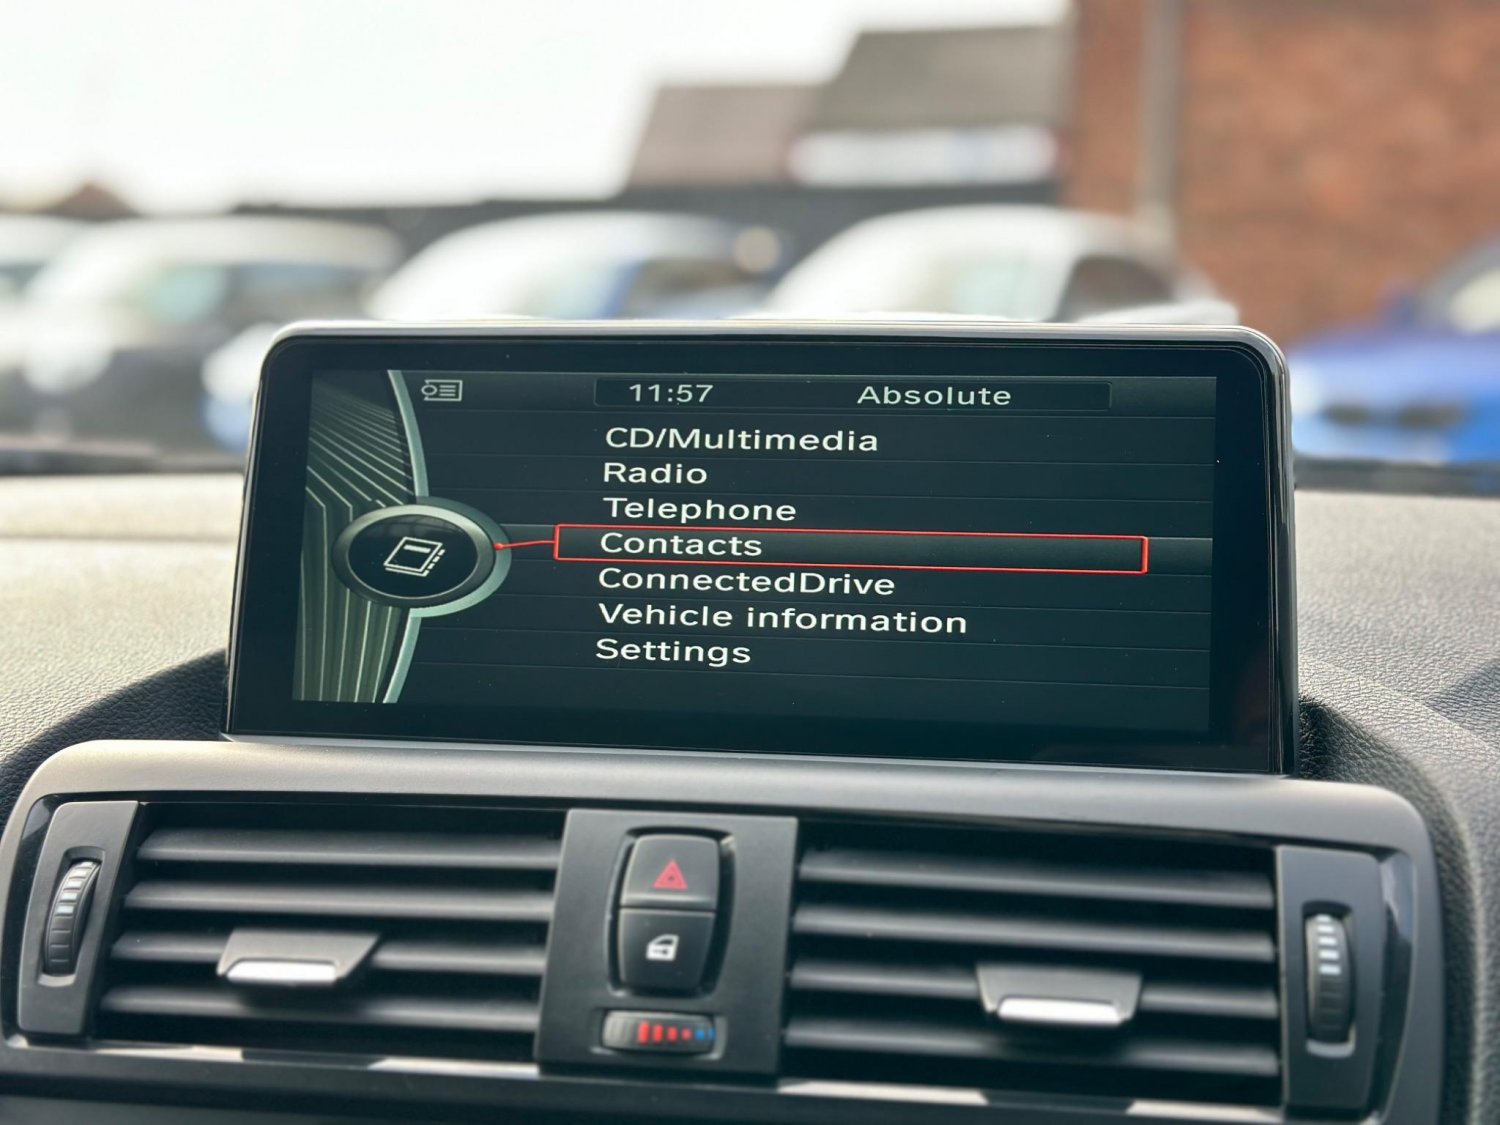 11:57 Absolute
CD/Multimedia
Radio
Telephone
Contacts
ConnectedDrive
Vehicle information
Settings